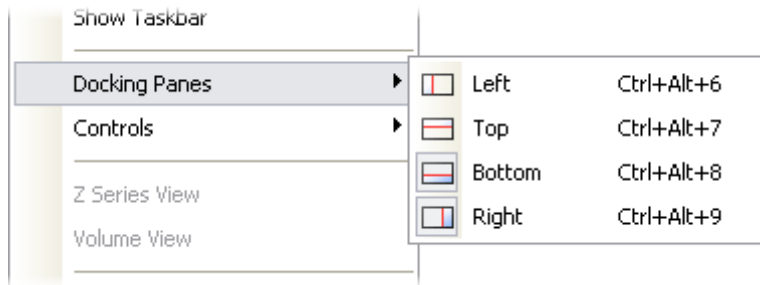 Show Taskbar
Docking Panes
Controls
Z Series View
Volume View
Left Ctrl+Alt+6
Top Ctrl+Alt+7
Bottom Ctrl+Alt+8
Right Ctrl+Alt+9